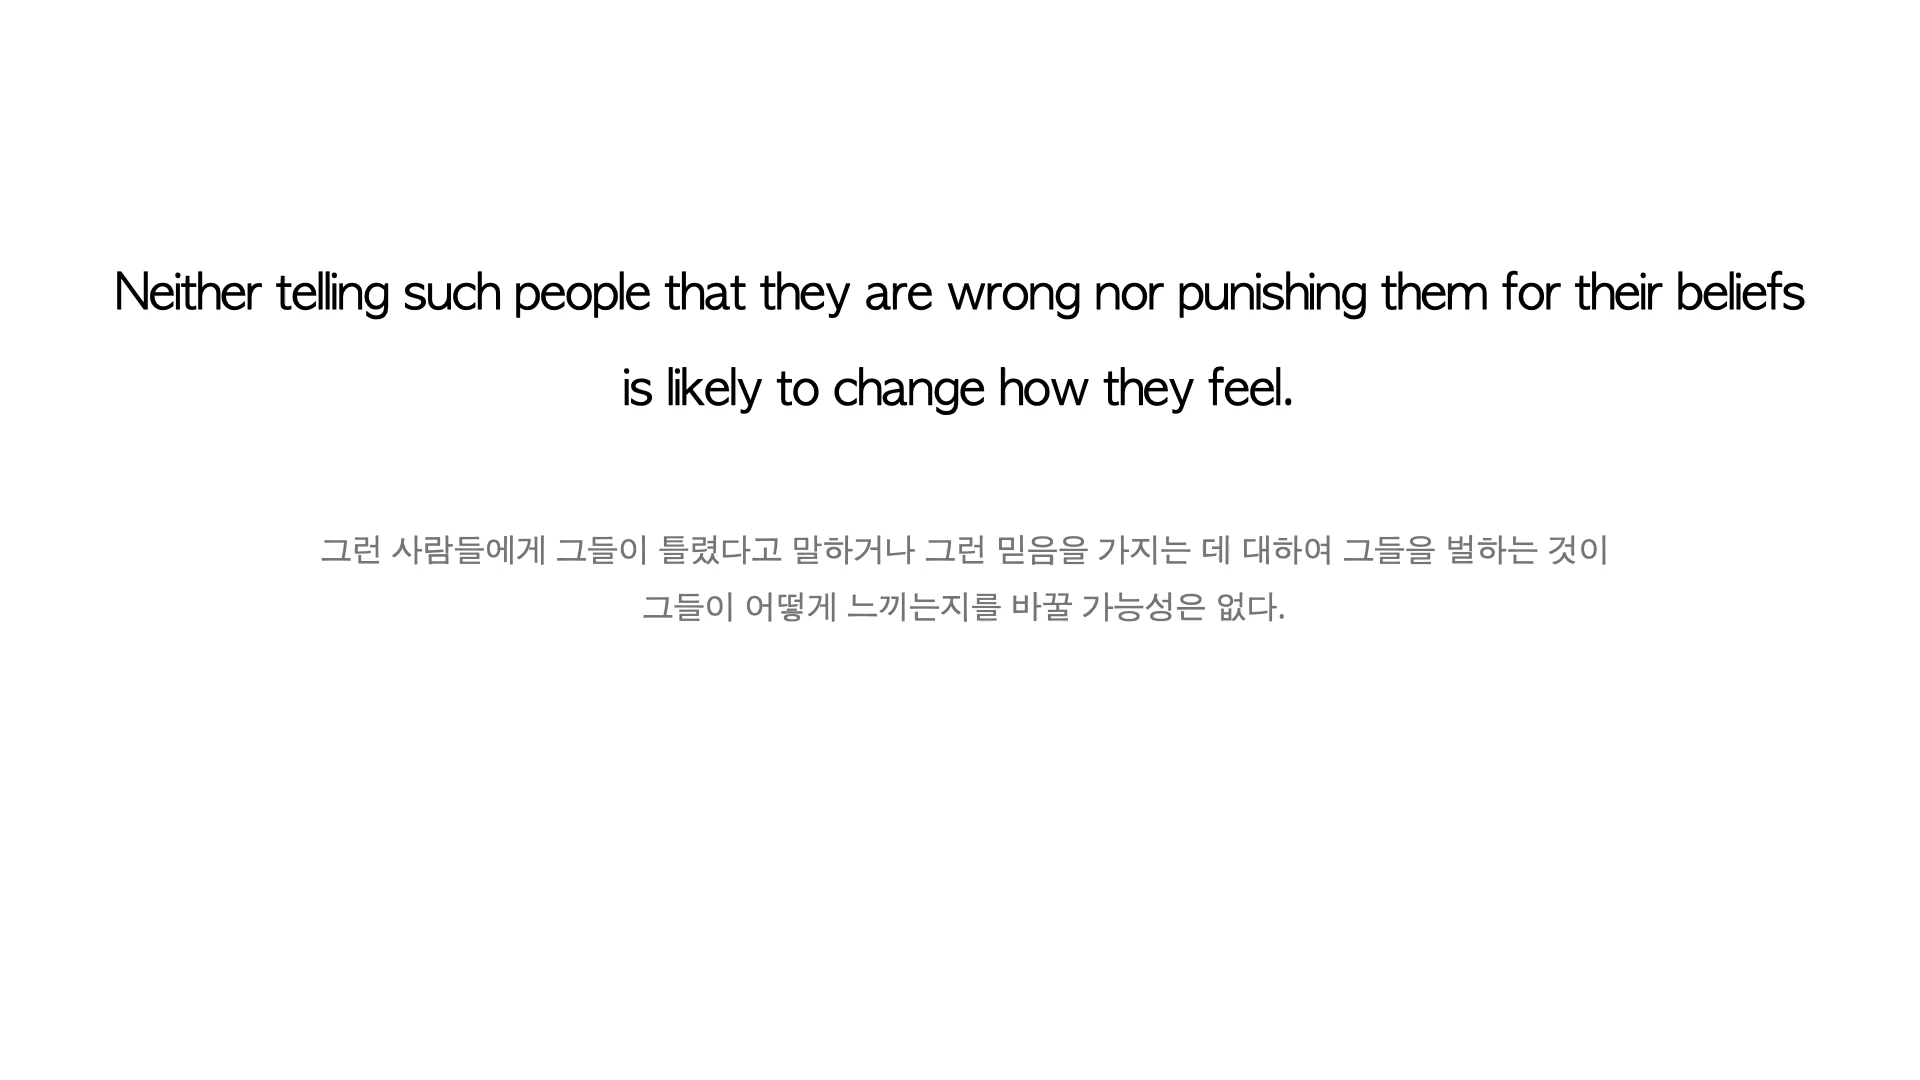 Neither telling such people that they are wrong nor punishing them for their beliefs
is likely to change how they feel.
그런 사람들에게 그들이 틀렸다고 말하거나 그런 믿음을 가지는 데 대하여 그들을 벌하는 것이
그들이 어떻게 느끼는지를 바꿀 가능성은 없다.